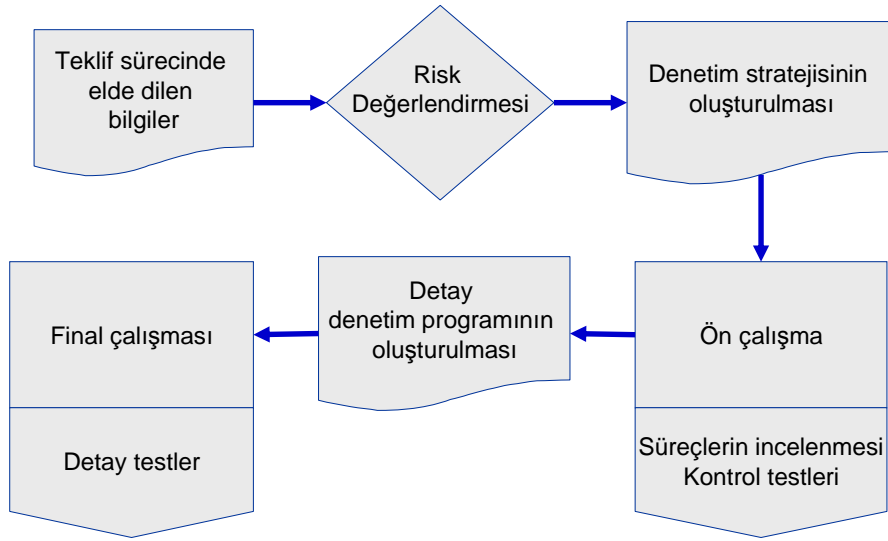 Teklif sürecinde
elde dilen
bilgiler
Risk
Değerlendirmesi
Denetim stratejisinin
oluşturulması
Ön çalışma
Süreçlerin incelenmesi
Kontrol testleri
Detay
denetim programının
oluşturulması
Final çalışması
Detay testler